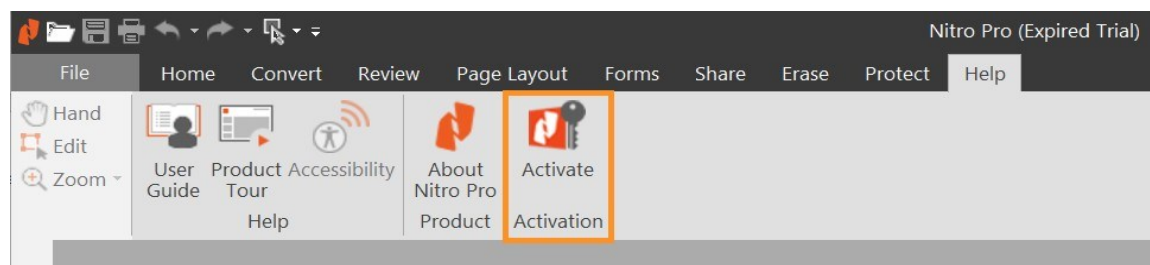 Nitro Pro (Expired Trial)
File Home Convert Review Page Layout Forms Share Erase Protect Help
Hand
Edit
Zoom
User Guide
Product Tour
Accessibility
Help
About Nitro Pro
Product
Activate
Activation